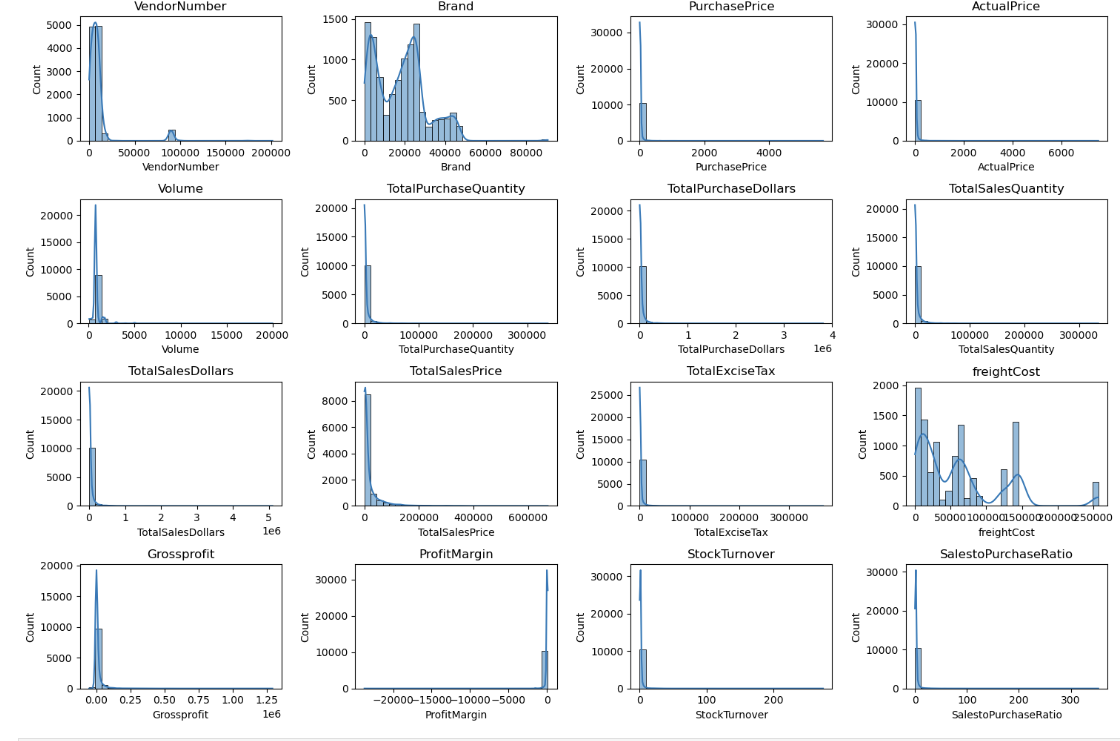 VendorNumber Brand PurchasePrice ActualPrice
Count 5000 4000 3000 2000 1000 0
0 50000 100000 150000 200000
VendorNumber
Count 1500 1000 500 0
0 20000 40000 60000 80000
Brand
Count 30000 20000 10000 0
0 2000 4000
PurchasePrice
Count 30000 20000 10000 0
0 2000 4000 6000
ActualPrice
Volume TotalPurchaseQuantity TotalPurchaseDollars TotalSalesQuantity
Count 20000 15000 10000 5000 0
0 5000 10000 15000 20000
Volume
Count 20000 15000 10000 5000 0
0 100000 200000 300000
TotalPurchaseQuantity
Count 20000 15000 10000 5000 0
0 1 2 3 4
TotalPurchaseDollars 1e6
Count 20000 15000 10000 5000 0
0 100000 200000 300000
TotalSalesQuantity
TotalSalesDollars TotalSalesPrice TotalExciseTax freightCost
Count 20000 15000 10000 5000 0
0 1 2 3 4 5
TotalSalesDollars 1e6
Count 8000 6000 4000 2000 0
0 200000 400000 600000
TotalSalesPrice
Count 25000 20000 15000 10000 5000 0
0 100000 200000 300000
TotalExciseTax
Count 2000 1500 1000 500 0
0 50000 100000 150000 200000 250000
freightCost
Grossprofit ProfitMargin StockTurnover SalestoPurchaseRatio
Count 20000 15000 10000 5000 0
0.00 0.25 0.50 0.75 1.00 1.25
Grossprofit 1e6
Count 30000 20000 10000 0
−20000 −15000 −10000 −5000 0
ProfitMargin
Count 30000 20000 10000 0
0 100 200
StockTurnover
Count 30000 20000 10000 0
0 100 200 300
SalestoPurchaseRatio